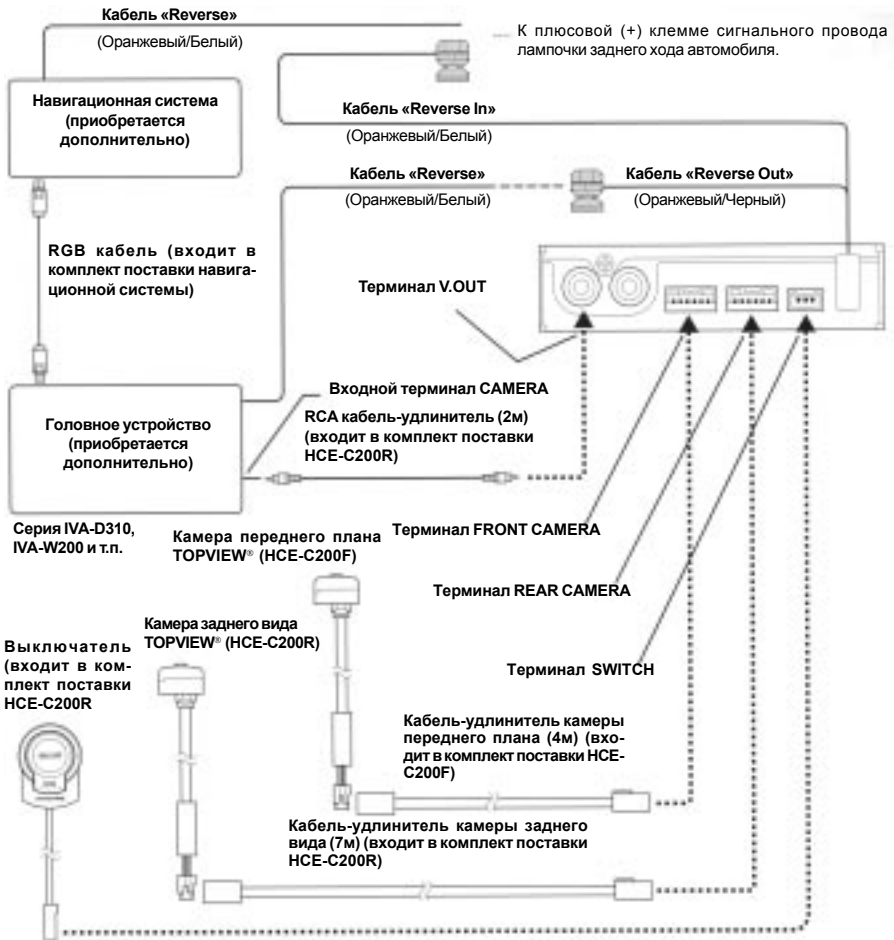 Кабель «Reverse»
(Оранжевый/Белый)
К плюсовой (+) клемме сигнального провода
лампочки заднего хода автомобиля.
Навигационная система
(приобретается
дополнительно)
Кабель «Reverse In»
(Оранжевый/Белый)
Кабель «Reverse»
(Оранжевый/Белый)
Кабель «Reverse Out»
(Оранжевый/Черный)
RGB кабель (входит в
комплект поставки навига-
ционной системы)
Терминал V.OUT
Входной терминал CAMERA
RCA кабель-удлинитель (2м)
(входит в комплект поставки
HCE-C200R)
Головное устройство
(приобретается
дополнительно)
Серия IVA-D310,
IVA-W200 и т.п.
Камера переднего плана
TOPVIEW® (HCE-C200F)
Терминал FRONT CAMERA
Терминал REAR CAMERA
Камера заднего вида
TOPVIEW® (HCE-C200R)
Выключатель
(входит в ком-
плект поставки
HCE-C200R
Терминал SWITCH
Кабель-удлинитель камеры
переднего плана (4м) (вхо-
дит в комплект поставки HCE-
C200F)
Кабель-удлинитель камеры заднего
вида (7м) (входит в комплект поставки
HCE-C200R)